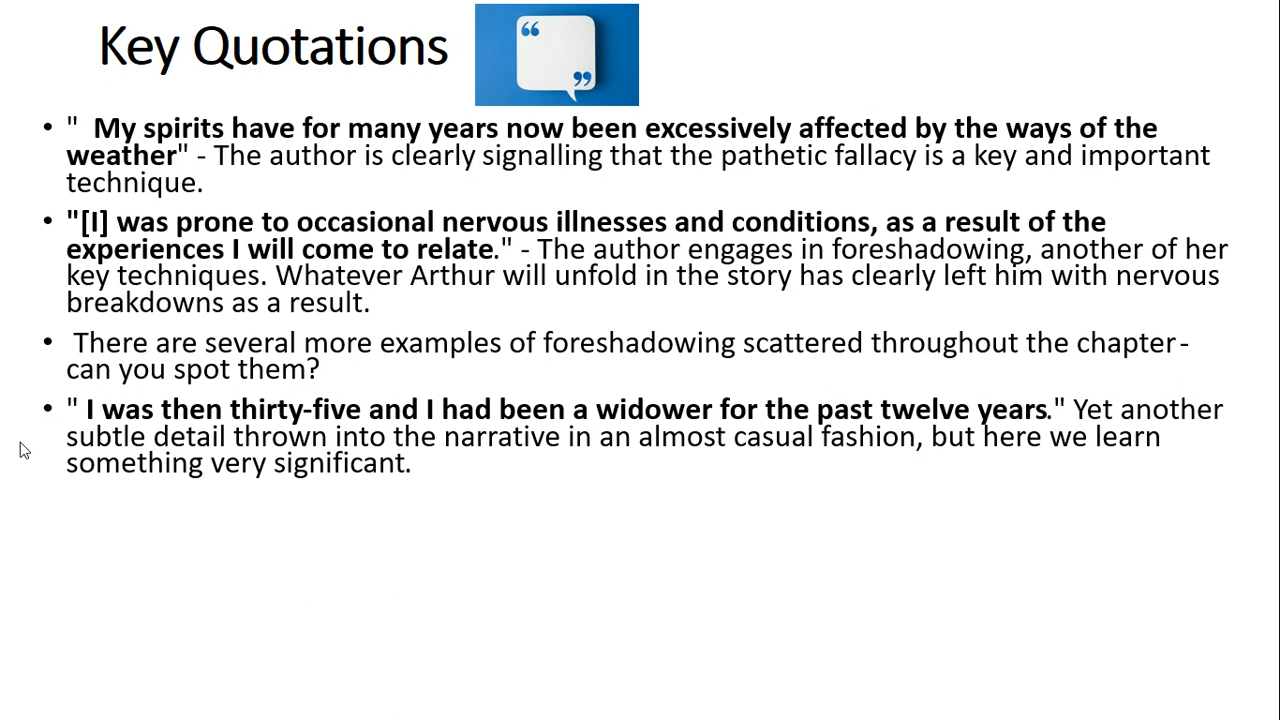 Key Quotations
“ ”
• " My spirits have for many years now been excessively affected by the ways of the
weather" - The author is clearly signalling that the pathetic fallacy is a key and important
technique.
• "[I] was prone to occasional nervous illnesses and conditions, as a result of the
experiences I will come to relate." - The author engages in foreshadowing, another of her
key techniques. Whatever Arthur will unfold in the story has clearly left him with nervous
breakdowns as a result.
• There are several more examples of foreshadowing scattered throughout the chapter-
can you spot them?
• " I was then thirty-five and I had been a widower for the past twelve years." Yet another
subtle detail thrown into the narrative in an almost casual fashion, but here we learn
something very significant.